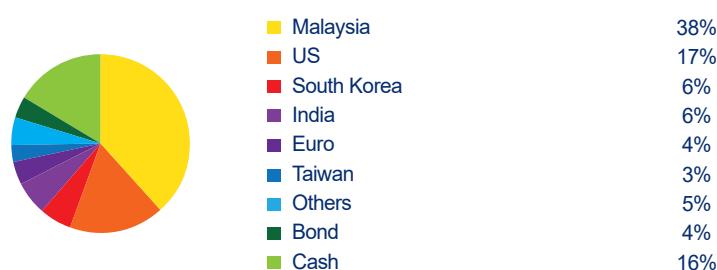 Malaysia 38%
US 17%
South Korea 6%
India 6%
Euro 4%
Taiwan 3%
Others 5%
Bond 4%
Cash 16%